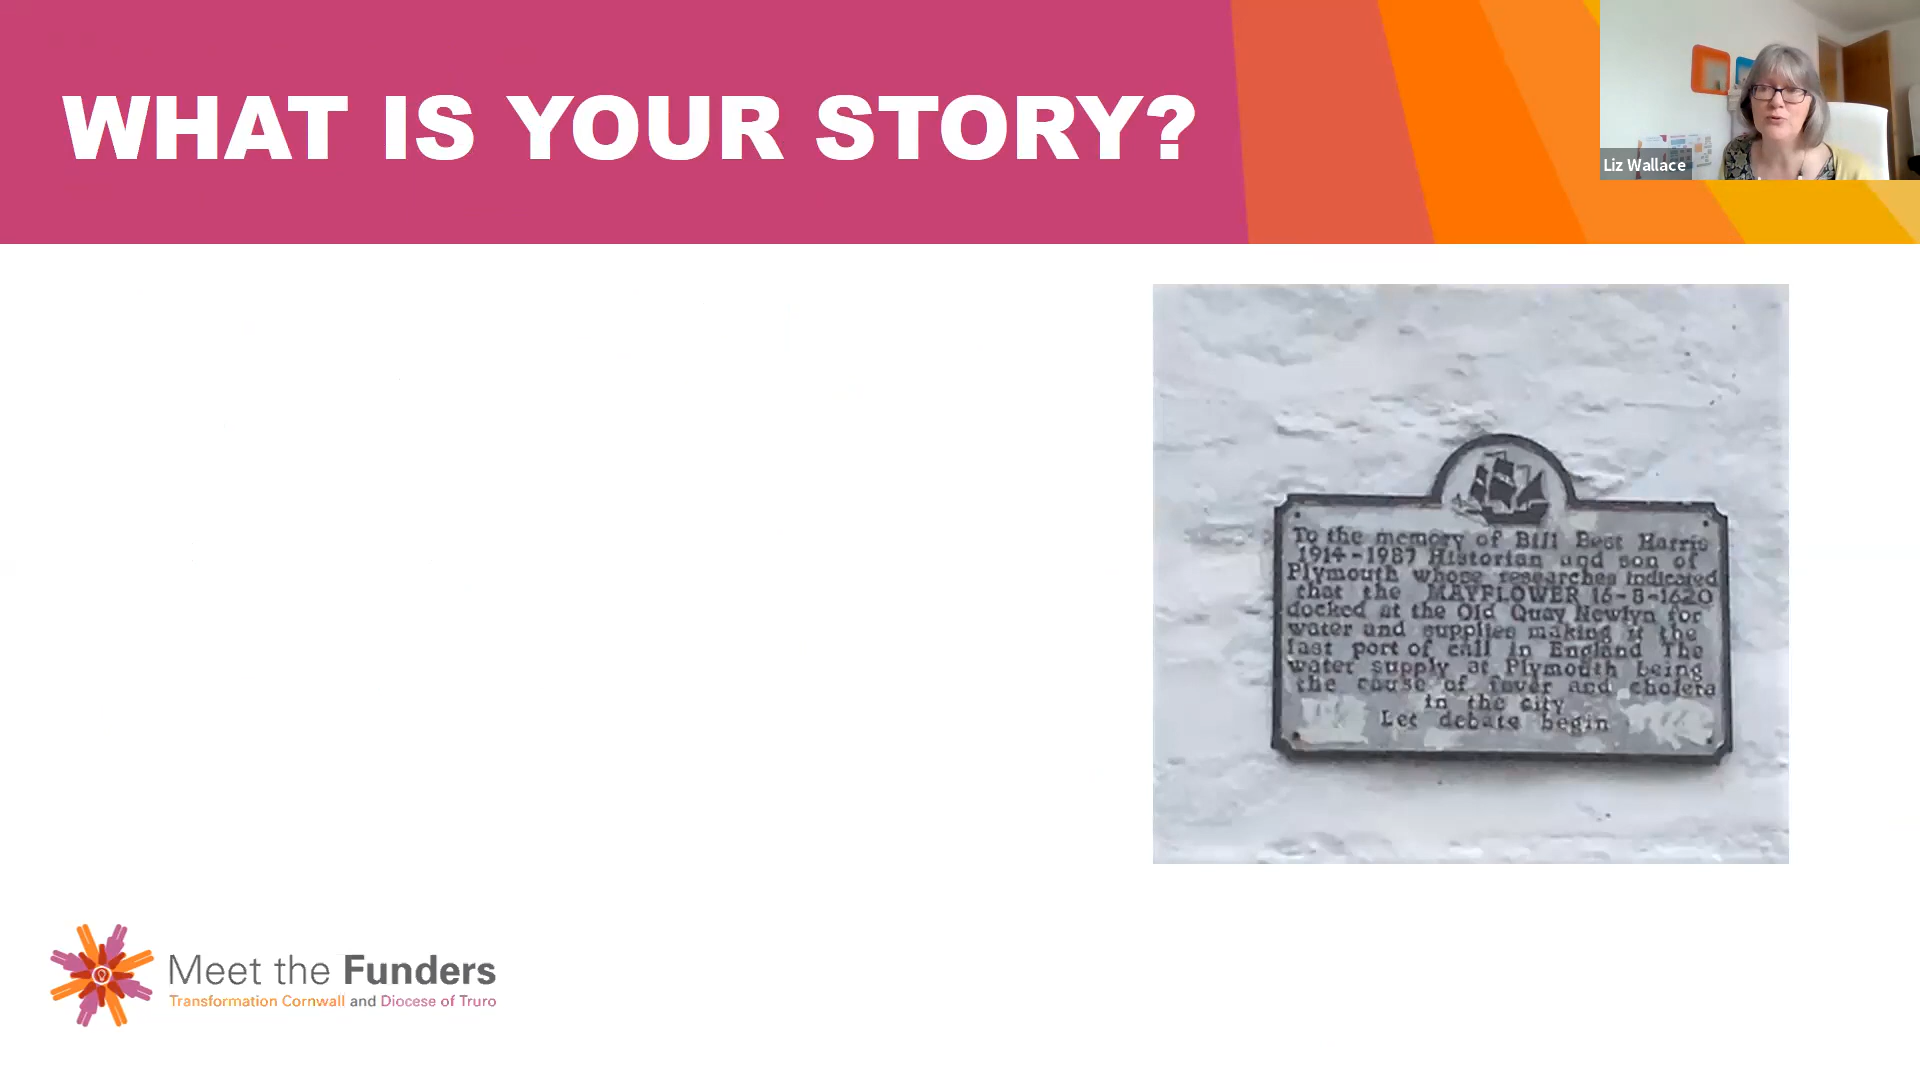 WHAT IS YOUR STORY?
Liz Wallace
To the memory of Bill Best Harris
1914-1987 Historian and son of
Plymouth whose researches indicated
that the MAYFLOWER 16-8-1620
docked at the Old Quay Newlyn for
water and supplies making it the
last port of call in England The
water supply at Plymouth being
the cause of fever and cholera
in the city
Let debate begin
Meet the Funders
Transformation Cornwall and Diocese of Truro